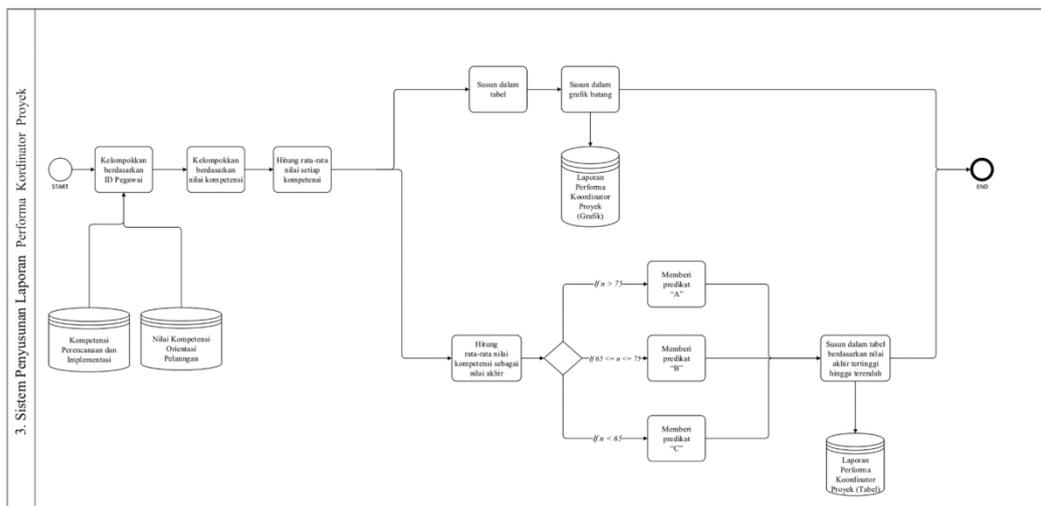 3. Sistem Penyusunan Laporan Performa Kordinator Proyek
START
Kelompokkan
berdasarkan
ID Pegawai
Kelompokkan
berdasarkan
nilai kompetensi
Hitung rata-rata
nilai setiap
kompetensi
Kompetensi
Perencanaan dan
Implementasi
Nilai Kompetensi
Orientasi
Pelanngan
Susun dalam
tabel
Susun dalam
grafik batang
Laporan
Performa
Koordinator
Proyek
(Grafik)
Hitung
rata-rata nilai
kompetensi sebagai
nilai akhir
If n > 75
Memberi
predikat
“A”
If 65 <= n <= 75
Memberi
predikat
“B”
If n < 65
Memberi
predikat
“C”
Susun dalam tabel
berdasarkan nilai
akhir tertinggi
hingga terendah
Laporan
Performa
Koordinator
Proyek (Tabel)
END